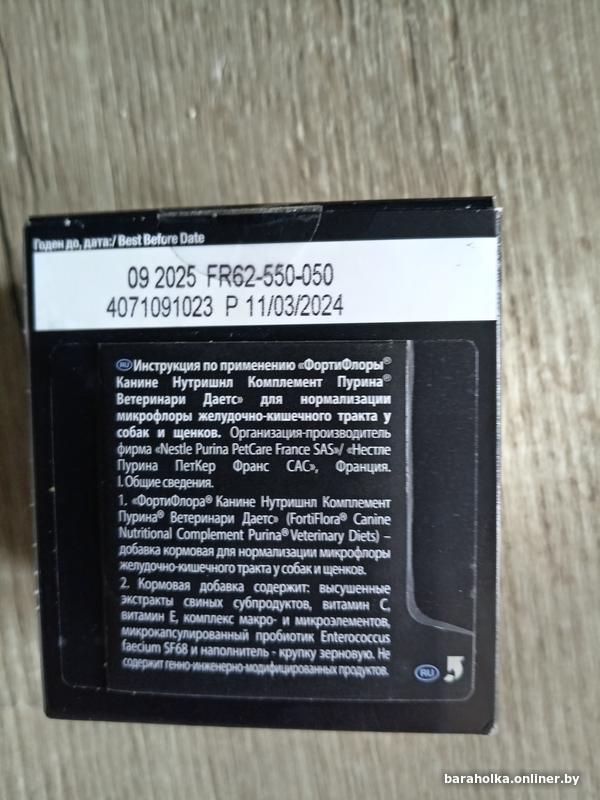 Годен до, дата:/ Best Before Date
09 2025 FR62-550-050
4071091023 P 11/03/2024
RU Инструкция по применению «ФортиФлоры®
Канине Нутришнл Комплемент Пурина®
Ветеринари Даетс» для нормализации
микрофлоры желудочно-кишечного тракта у
собак и щенков. Организация-производитель
фирма «Nestle Purina PetCare France SAS»/ «Нестле
Пурина ПетКер Франс САС», Франция.
I. Общие сведения.
1. «ФортиФлора® Канине Нутришнл Комплемент
Пурина® Ветеринари Даетс» (FortiFlora® Canine
Nutritional Complement Purina® Veterinary Diets) –
добавка кормовая для нормализации микрофлоры
желудочно-кишечного тракта у собак и щенков.
2. Кормовая добавка содержит: высушенные
экстракты свиных субпродуктов, витамин С,
витамин Е, комплекс макро- и микроэлементов,
микрокапсулированный пробиотик Enterococcus
faecium SF68 и наполнитель - крупку зерновую. Не
содержит генно-инженерно-модифицированных продуктов.
RU
baraholka.onliner.by